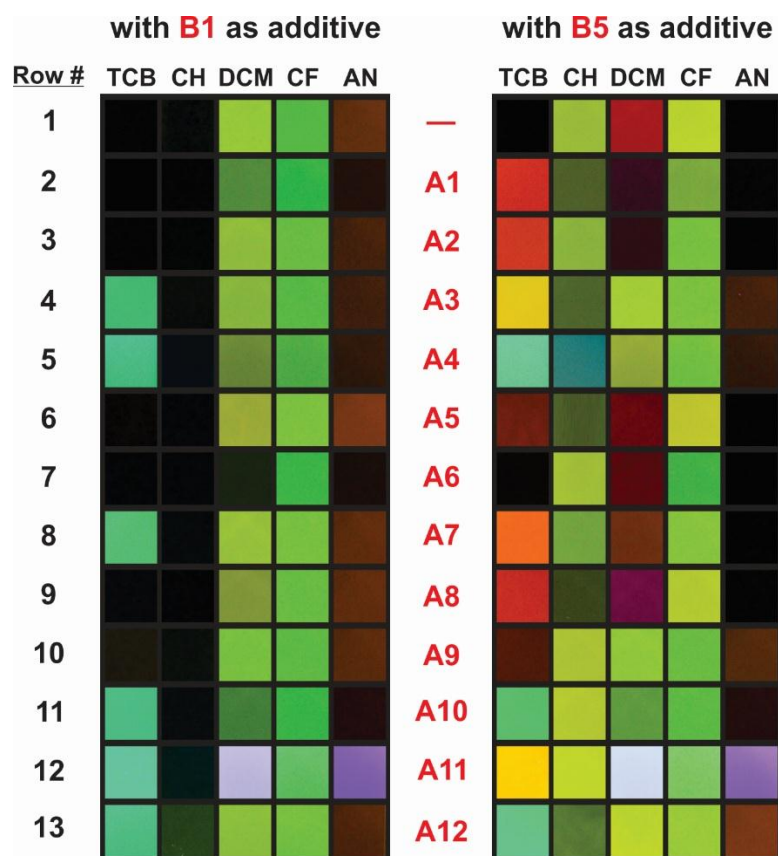 with B1 as additive with B5 as additive
Row # TCB CH DCM CF AN TCB CH DCM CF AN
1 —
2 A1
3 A2
4 A3
5 A4
6 A5
7 A6
8 A7
9 A8
10 A9
11 A10
12 A11
13 A12